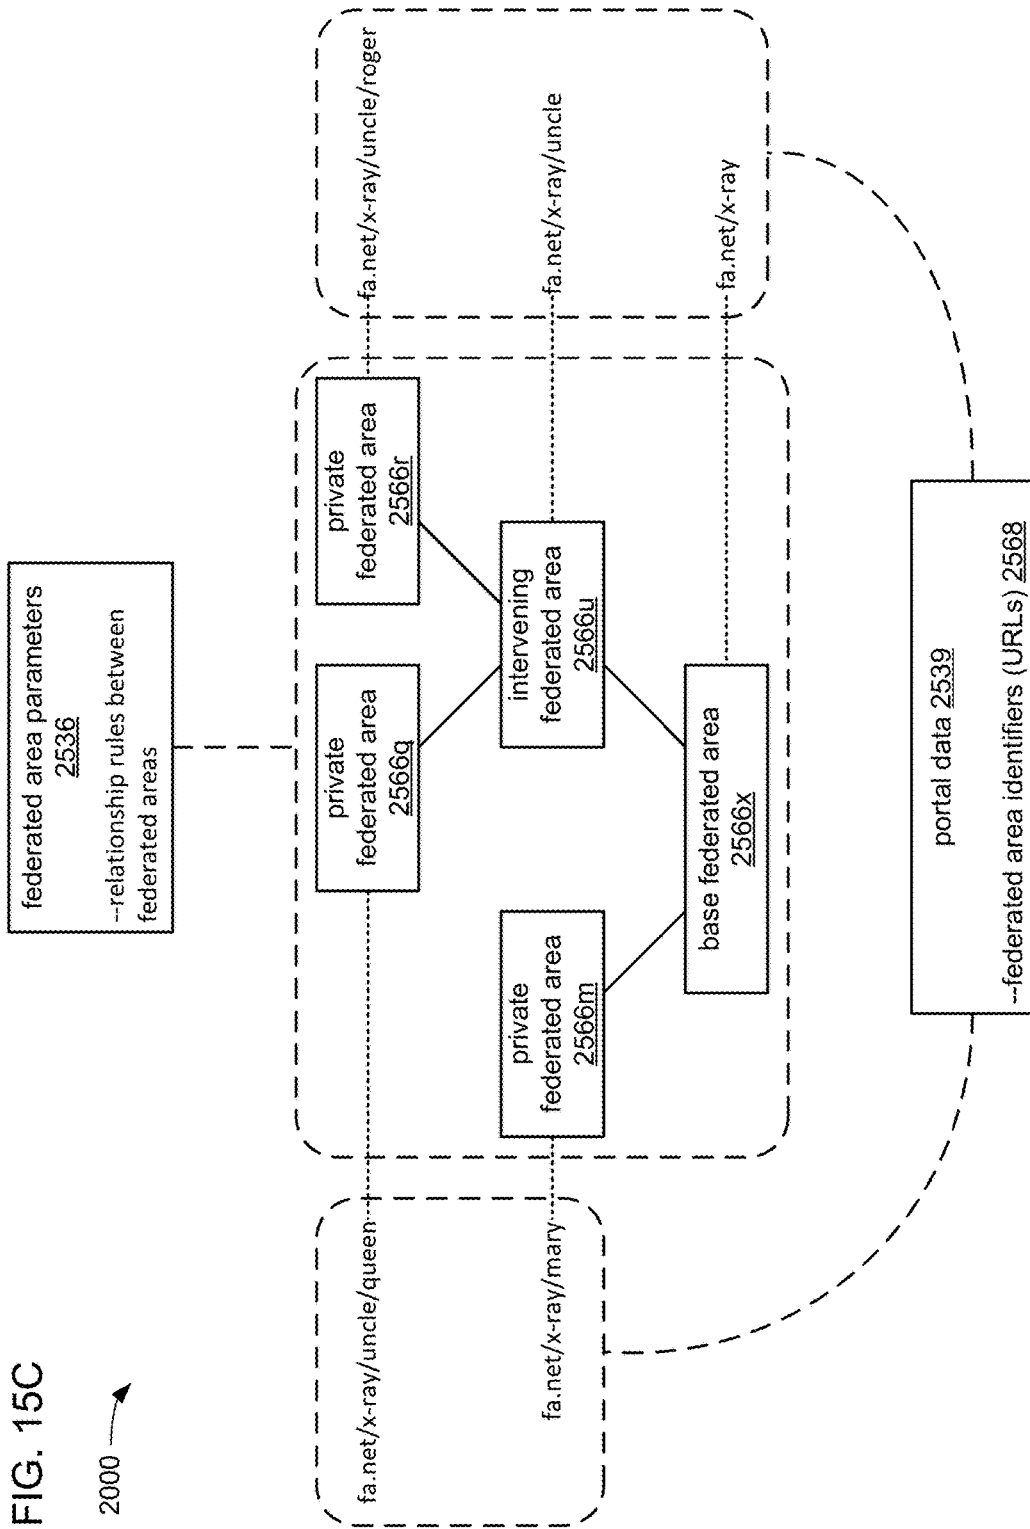 FIG. 15C
2000
federated area parameters
2536
--relationship rules between
federated areas
fa.net/x-ray/uncle/queen
fa.net/x-ray/mary
private
federated area
2566q
private
federated area
2566r
private
federated area
2566m
intervening
federated area
2566u
base federated area
2566x
fa.net/x-ray/uncle/roger
fa.net/x-ray/uncle
fa.net/x-ray
portal data 2539
--federated area identifiers (URLs) 2568